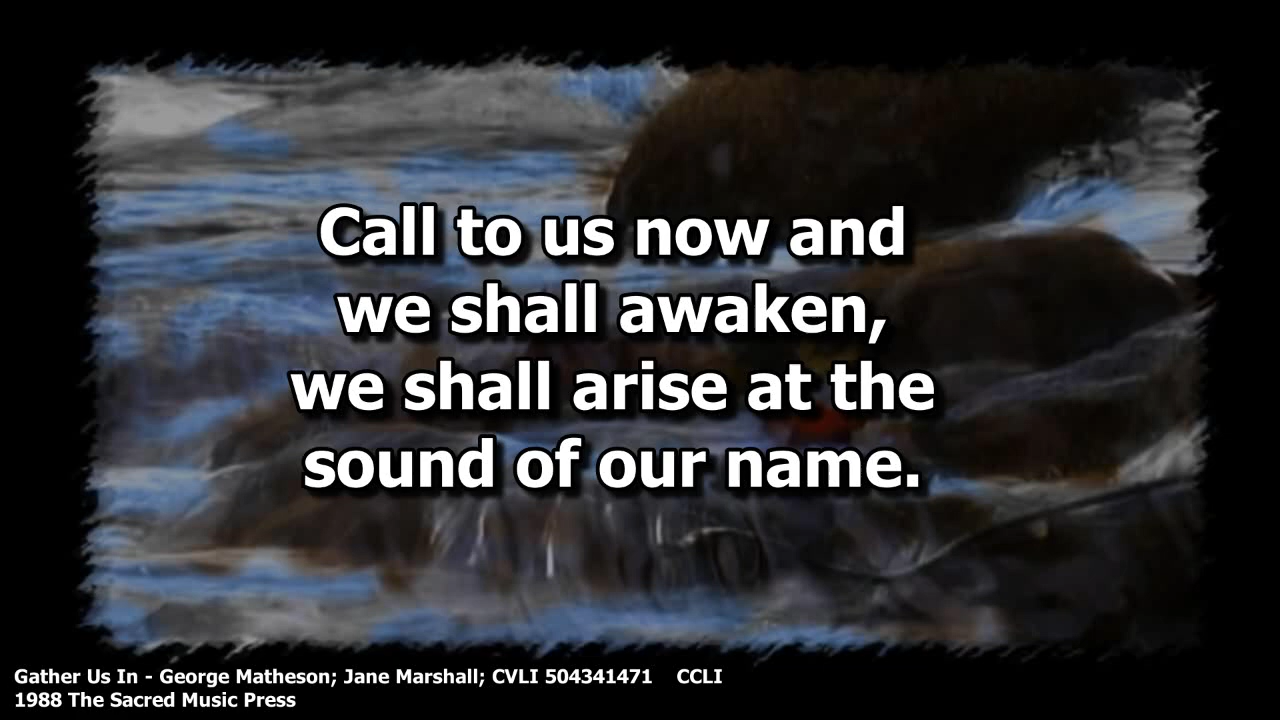 Call to us now and
we shall awaken,
we shall arise at the
sound of our name.
Gather Us In - George Matheson; Jane Marshall; CVLI 504341471    CCLI
1988 The Sacred Music Press